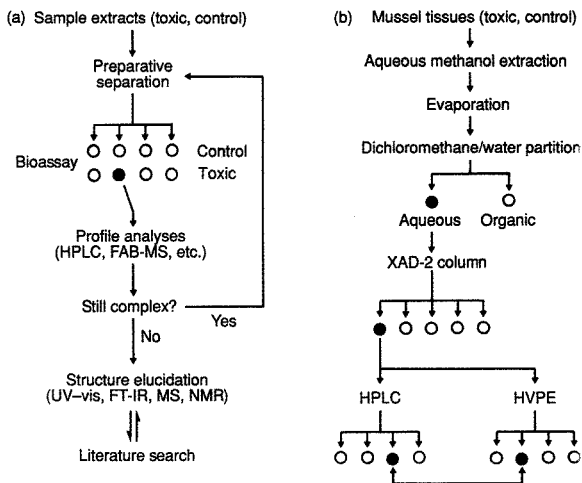 (a) Sample extracts (toxic, control)
Preparative
separation
Control
Bioassay
Toxic
Profile analyses
(HPLC, FAB-MS, etc.)
Still complex?
Yes
No
Structure elucidation
(UV–vis, FT-IR, MS, NMR)
Literature search
(b) Mussel tissues (toxic, control)
Aqueous methanol extraction
Evaporation
Dichloromethane/water partition
Aqueous Organic
XAD-2 column
HPLC HVPE